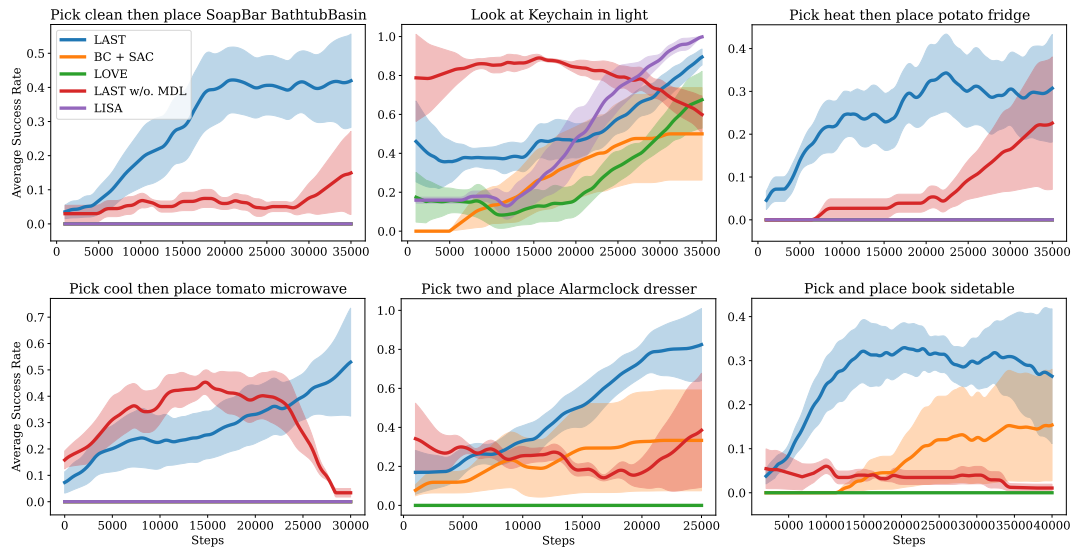 Pick clean then place SoapBar BathtubBasin
Look at Keychain in light
Pick heat then place potato fridge
LAST
BC + SAC
LOVE
LAST w/o. MDL
LISA
Average Success Rate
0.5
0.4
0.3
0.2
0.1
0.0
0 5000 10000 15000 20000 25000 30000 35000
1.0
0.8
0.6
0.4
0.2
0.0
5000 10000 15000 20000 25000 30000 35000
0.4
0.3
0.2
0.1
0.0
0 5000 10000 15000 20000 25000 30000 35000
Pick cool then place tomato microwave
Pick two and place Alarmclock dresser
Pick and place book sidetable
Average Success Rate
0.7
0.6
0.5
0.4
0.3
0.2
0.1
0.0
0 5000 10000 15000 20000 25000 30000
Steps
1.0
0.8
0.6
0.4
0.2
0.0
0 5000 10000 15000 20000 25000
Steps
0.4
0.3
0.2
0.1
0.0
5000 10000 15000 20000 25000 30000 35000 40000
Steps